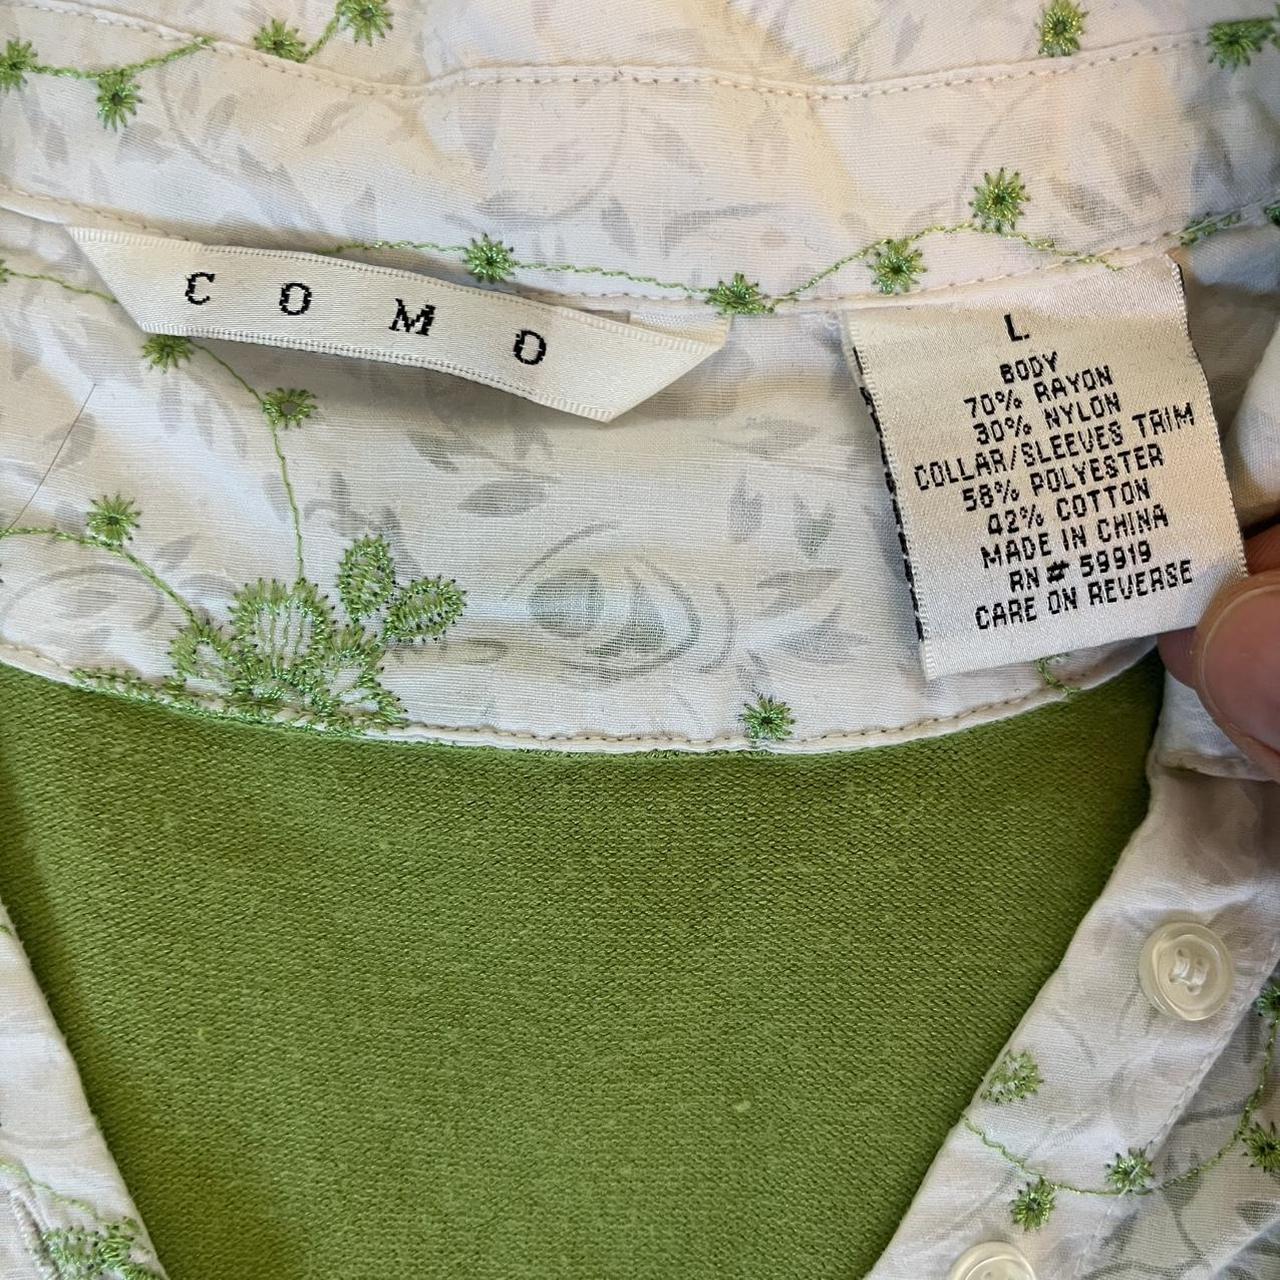 COMO
L.
BODY
70% RAYON
30% NYLON
COLLAR/SLEEVES TRIM
58% POLYESTER
42% COTTON
MADE IN CHINA
RN # 59919
CARE ON REVERSE